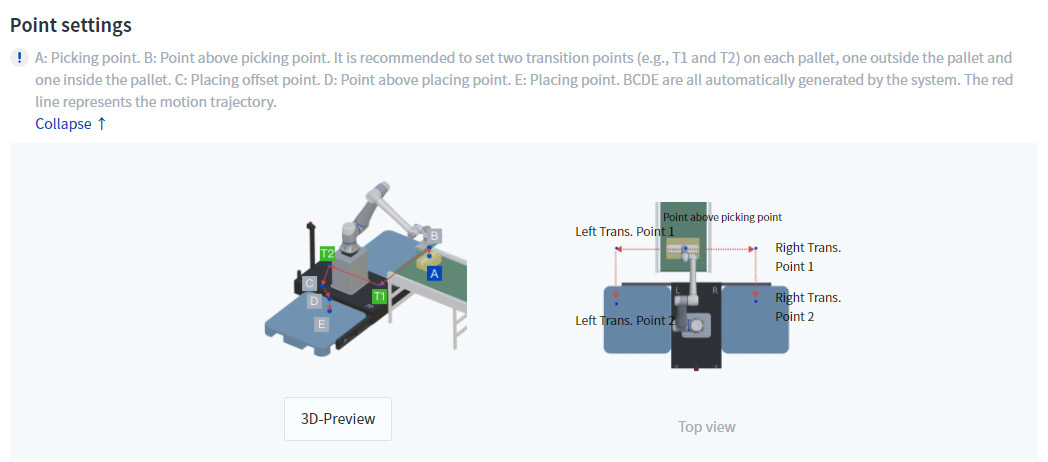 Point settings
! A: Picking point. B: Point above picking point. It is recommended to set two transition points (e.g., T1 and T2) on each pallet, one outside the pallet and
one inside the pallet. C: Placing offset point. D: Point above placing point. E: Placing point. BCDE are all automatically generated by the system. The red
line represents the motion trajectory.
Collapse ↑
B
A
T2
C
T1
D
E
3D-Preview
Point above picking point
Left Trans. Point 1
Right Trans.
Point 1
L R
Right Trans.
Point 2
Left Trans. Point 2
Top view